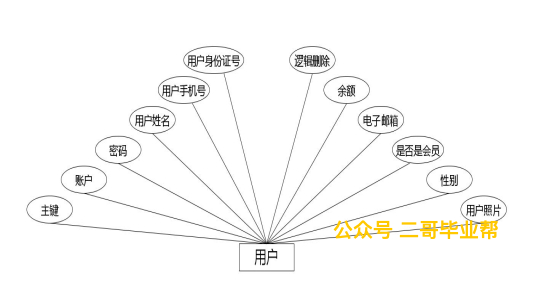 用户身份证号
逻辑删除
用户手机号
余额
用户姓名
电子邮箱
密码
是否是会员
账户
性别
主键
用户照片
公众号 二哥毕业帮
用户